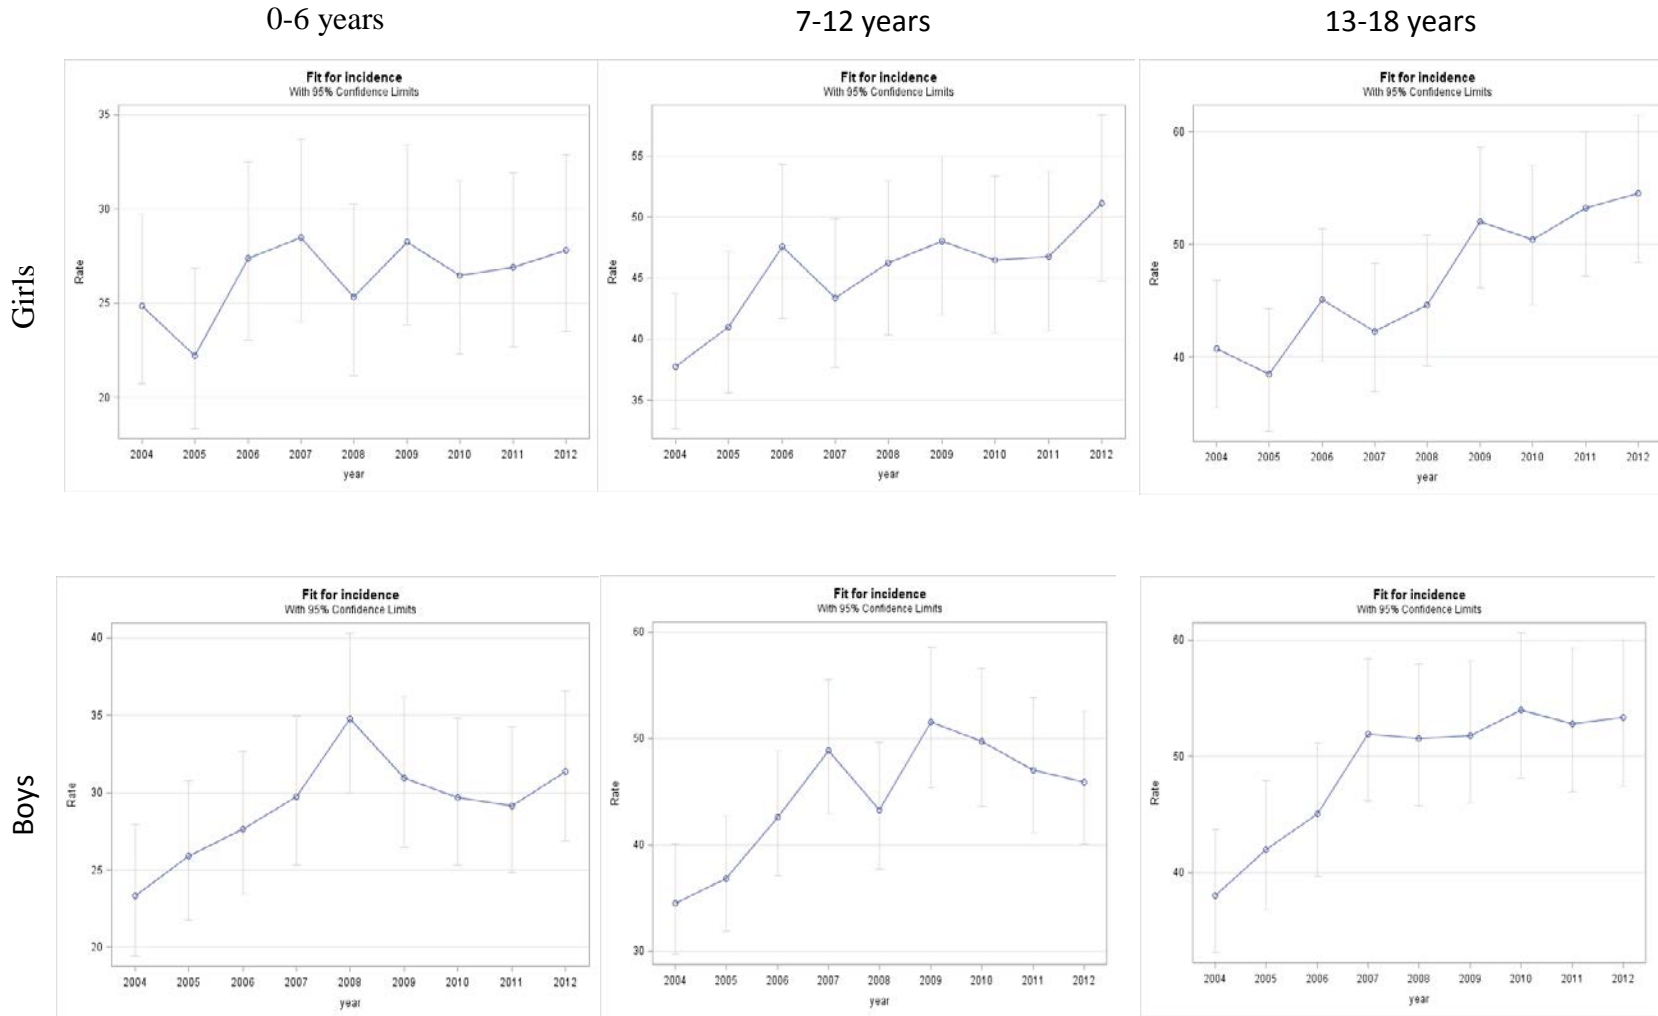 0-6 years
7-12 years
13-18 years
Girls
Fit for incidence
With 95% Confidence Limits
Rate
35
30
25
20
2004 2005 2006 2007 2008 2009 2010 2011 2012
year
Fit for incidence
With 95% Confidence Limits
Rate
55
50
45
40
35
2004 2005 2006 2007 2008 2009 2010 2011 2012
year
Fit for incidence
With 95% Confidence Limits
Rate
60
50
40
2004 2005 2006 2007 2008 2009 2010 2011 2012
year
Boys
Fit for incidence
With 95% Confidence Limits
Rate
40
35
30
25
20
2004 2005 2006 2007 2008 2009 2010 2011 2012
year
Fit for incidence
With 95% Confidence Limits
Rate
60
50
40
30
2004 2005 2006 2007 2008 2009 2010 2011 2012
year
Fit for incidence
With 95% Confidence Limits
Rate
60
50
40
2004 2005 2006 2007 2008 2009 2010 2011 2012
year